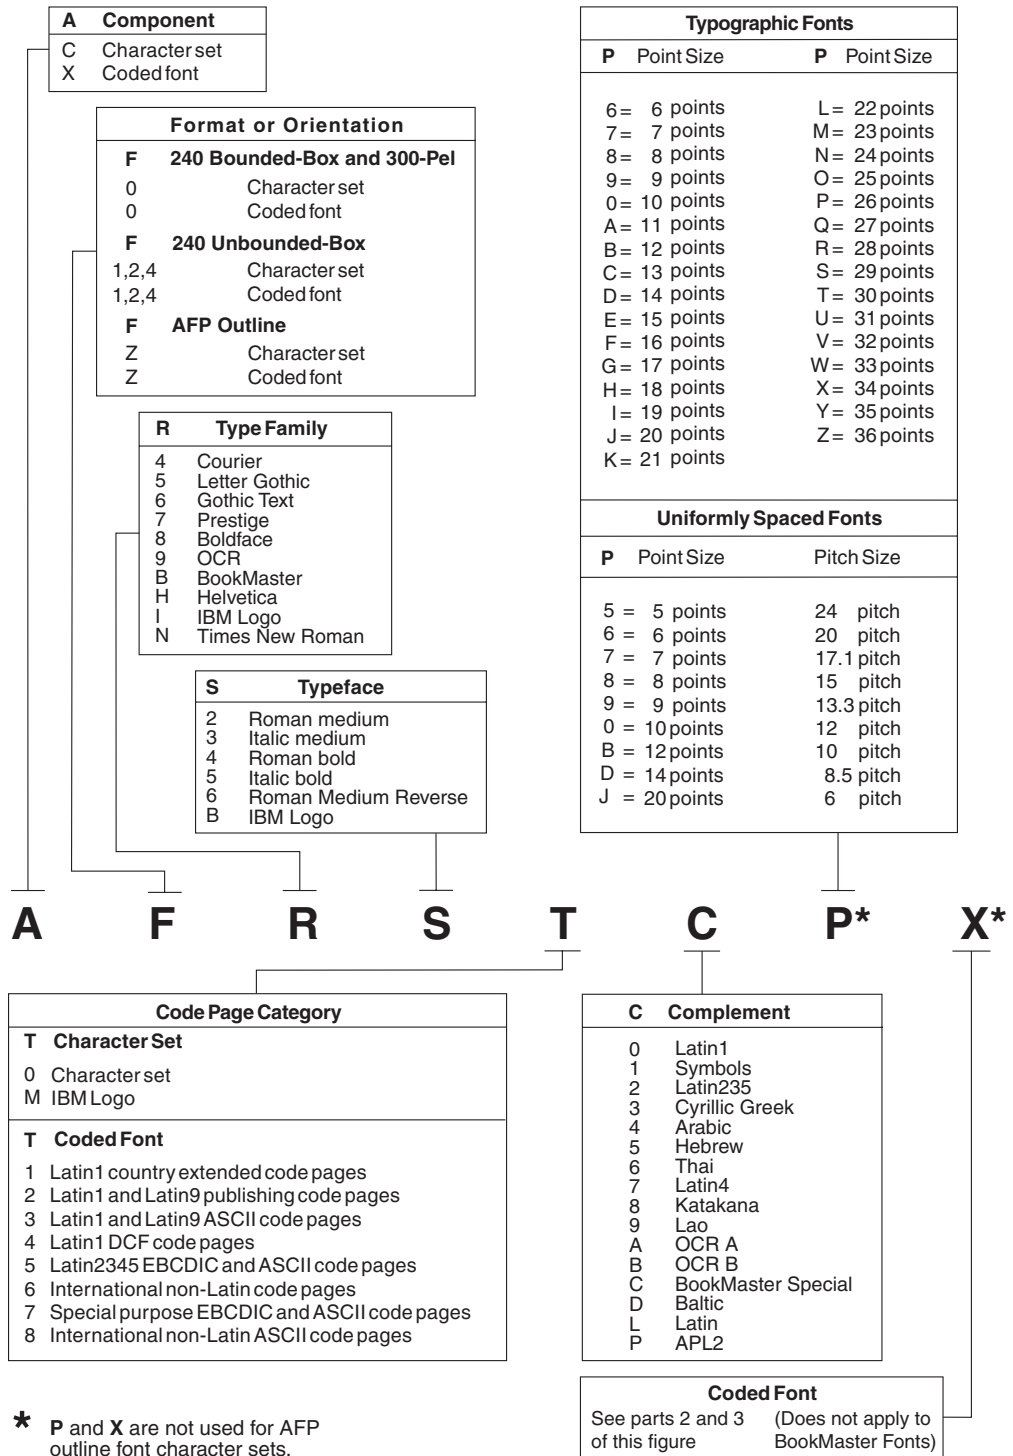 A Component
C Character set
X Coded font
Format or Orientation
F 240 Bounded-Box and 300-Pel
0 Character set
0 Coded font
F 240 Unbounded-Box
1,2,4 Character set
1,2,4 Coded font
F AFP Outline
Z Character set
Z Coded font
R Type Family
4 Courier
5 Letter Gothic
6 Gothic Text
7 Prestige
8 Boldface
9 OCR
B BookMaster
H Helvetica
I IBM Logo
N Times New Roman
S Typeface
2 Roman medium
3 Italic medium
4 Roman bold
5 Italic bold
6 Roman Medium Reverse
B IBM Logo
Typographic Fonts
P Point Size P Point Size
6 = 6 points L = 22 points
7 = 7 points M = 23 points
8 = 8 points N = 24 points
9 = 9 points O = 25 points
0 = 10 points P = 26 points
A = 11 points Q = 27 points
B = 12 points R = 28 points
C = 13 points S = 29 points
D = 14 points T = 30 points
E = 15 points U = 31 points
F = 16 points V = 32 points
G = 17 points W = 33 points
H = 18 points X = 34 points
I = 19 points Y = 35 points
J = 20 points Z = 36 points
K = 21 points
Uniformly Spaced Fonts
P Point Size Pitch Size
5 = 5 points 24 pitch
6 = 6 points 20 pitch
7 = 7 points 17.1 pitch
8 = 8 points 15 pitch
9 = 9 points 13.3 pitch
0 = 10 points 12 pitch
B = 12 points 10 pitch
D = 14 points 8.5 pitch
J = 20 points 6 pitch
A F R S T C P* X*
Code Page Category
T Character Set
0 Character set
M IBM Logo
T Coded Font
1 Latin1 country extended code pages
2 Latin1 and Latin9 publishing code pages
3 Latin1 and Latin9 ASCII code pages
4 Latin1 DCF code pages
5 Latin2345 EBCDIC and ASCII code pages
6 International non-Latin code pages
7 Special purpose EBCDIC and ASCII code pages
8 International non-Latin ASCII code pages
C Complement
0 Latin1
1 Symbols
2 Latin235
3 Cyrillic Greek
4 Arabic
5 Hebrew
6 Thai
7 Latin4
8 Katakana
9 Lao
A OCR A
B OCR B
C BookMaster Special
D Baltic
L Latin
P APL2
Coded Font
See parts 2 and 3 (Does not apply to
of this figure BookMaster Fonts)
* P and X are not used for AFP
outline font character sets.